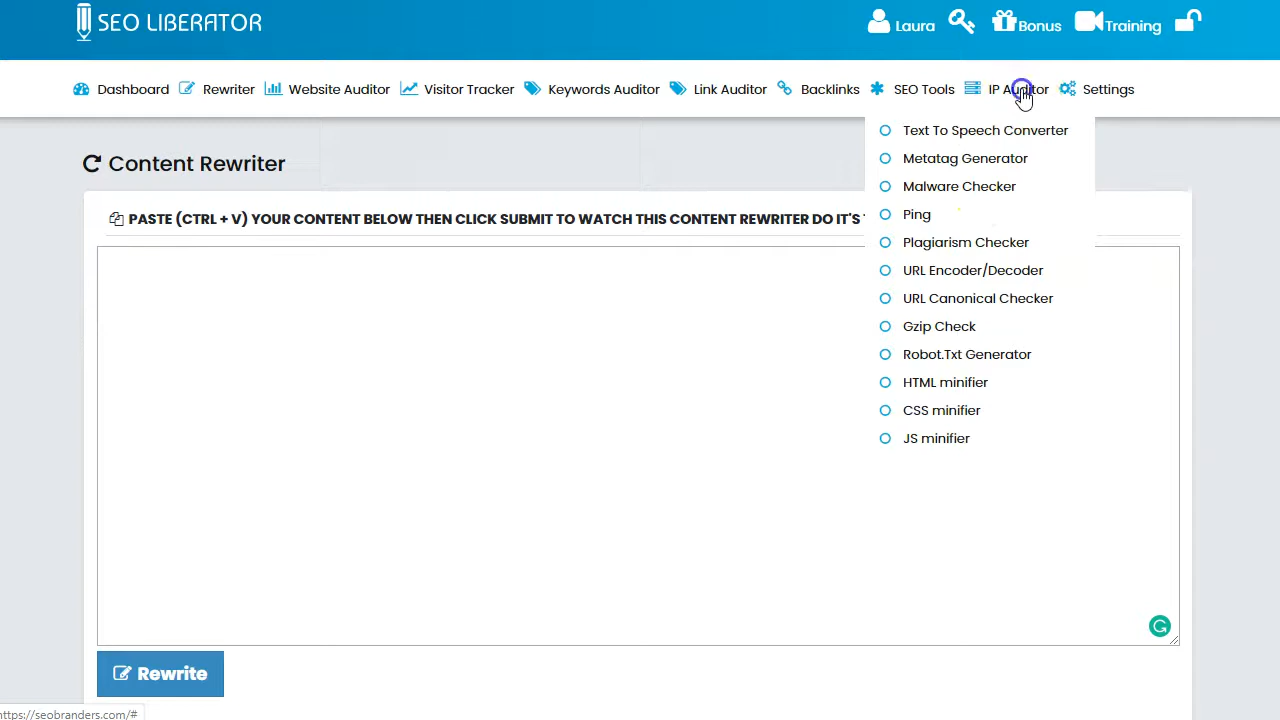 SEO LIBERATOR
Laura Bonus Training
Dashboard Rewriter Website Auditor Visitor Tracker Keywords Auditor Link Auditor Backlinks SEO Tools IP Auditor Settings
Text To Speech Converter
Metatag Generator
Malware Checker
Ping
Plagiarism Checker
URL Encoder/Decoder
URL Canonical Checker
Gzip Check
Robot.Txt Generator
HTML minifier
CSS minifier
JS minifier
Content Rewriter
PASTE (CTRL + V) YOUR CONTENT BELOW THEN CLICK SUBMIT TO WATCH THIS CONTENT REWRITER DO IT'S
Rewrite
https://seobranders.com/#